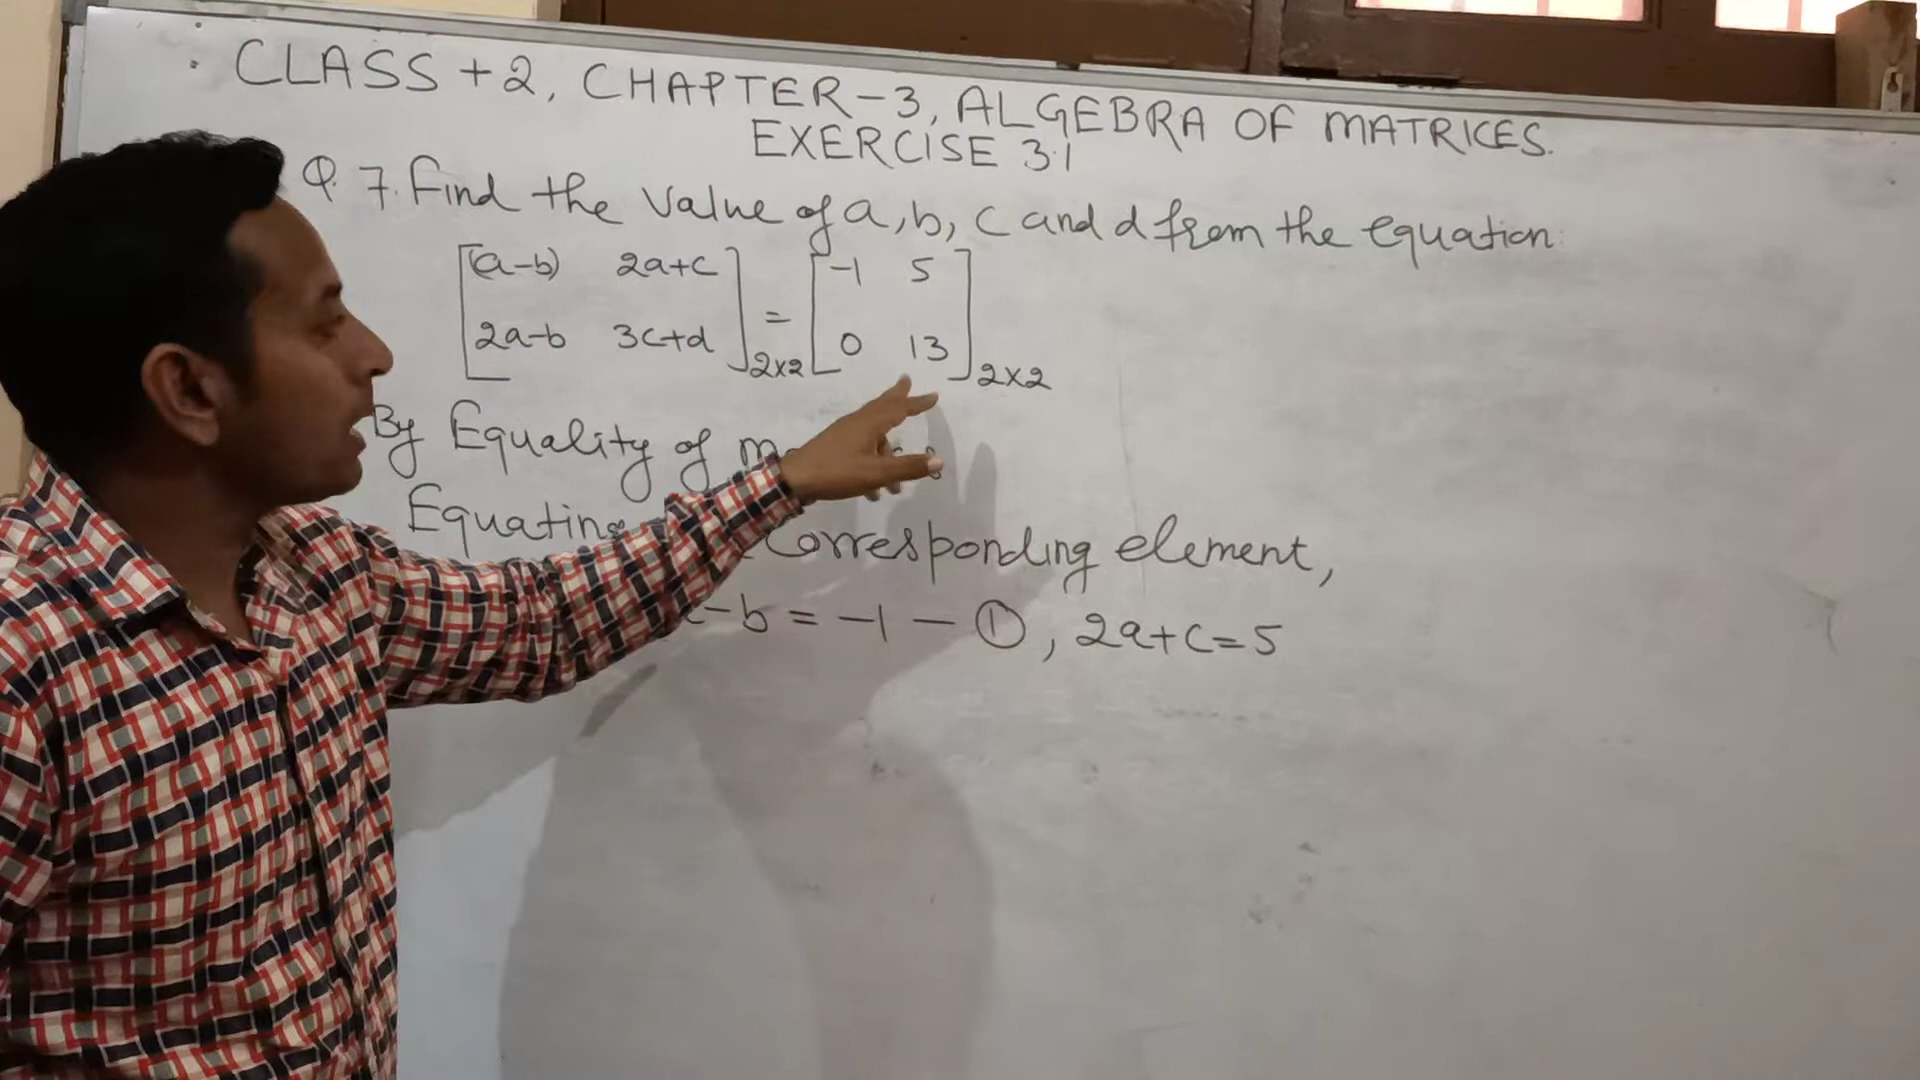 CLASS +2, CHAPTER-3, ALGEBRA OF MATRICES.
EXERCISE 3.1
Q. 7. Find the value of a, b, c and d from the equation:
[(a-b) 2a+c] [-1 5]
=
[2a-b 3c+d]2x2 [0 13]2x2
By Equality of
Equating Corresponding element,
-b = -1 - ①, 2a+c=5